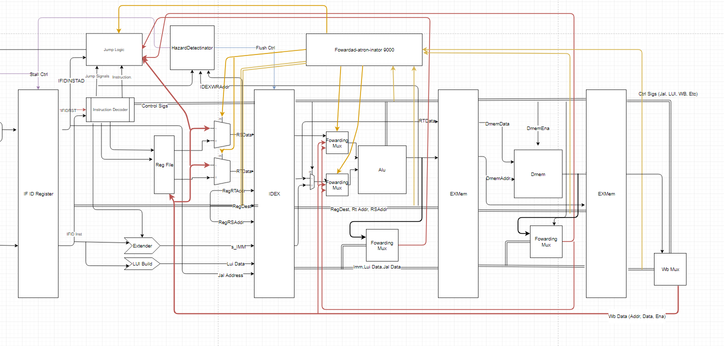 Jump Logic
HazardDetectinator
Flush Ctrl
Fowardad-atron-inator 9000
Stall Ctrl
IFIDINSTAD
Jump Signals
Instruction
IDEXWRAddr
Ctrl Sigs (Jal, LUI, WB, Etc)
Instruction Decoder
Control Sigs
RSData
RTData
DmemData
DmemEna
Reg File
Fowarding
Mux
Alu
RTData
Fowarding
Mux
DmemAddr
Dmem
IF ID Register
IDEX
EXMem
EXMem
RegRTAddr
RegDest
RegRSAddr
RegDest, Rt Addr, RSAddr
IFID Inst
Extender
s_IMM
Fowarding
Mux
Fowarding
Mux
LUI Build
Lui Data
Jal Address
Imm,Lui Data,Jal Data
Wb Mux
Wb Data (Addr, Data, Ena)